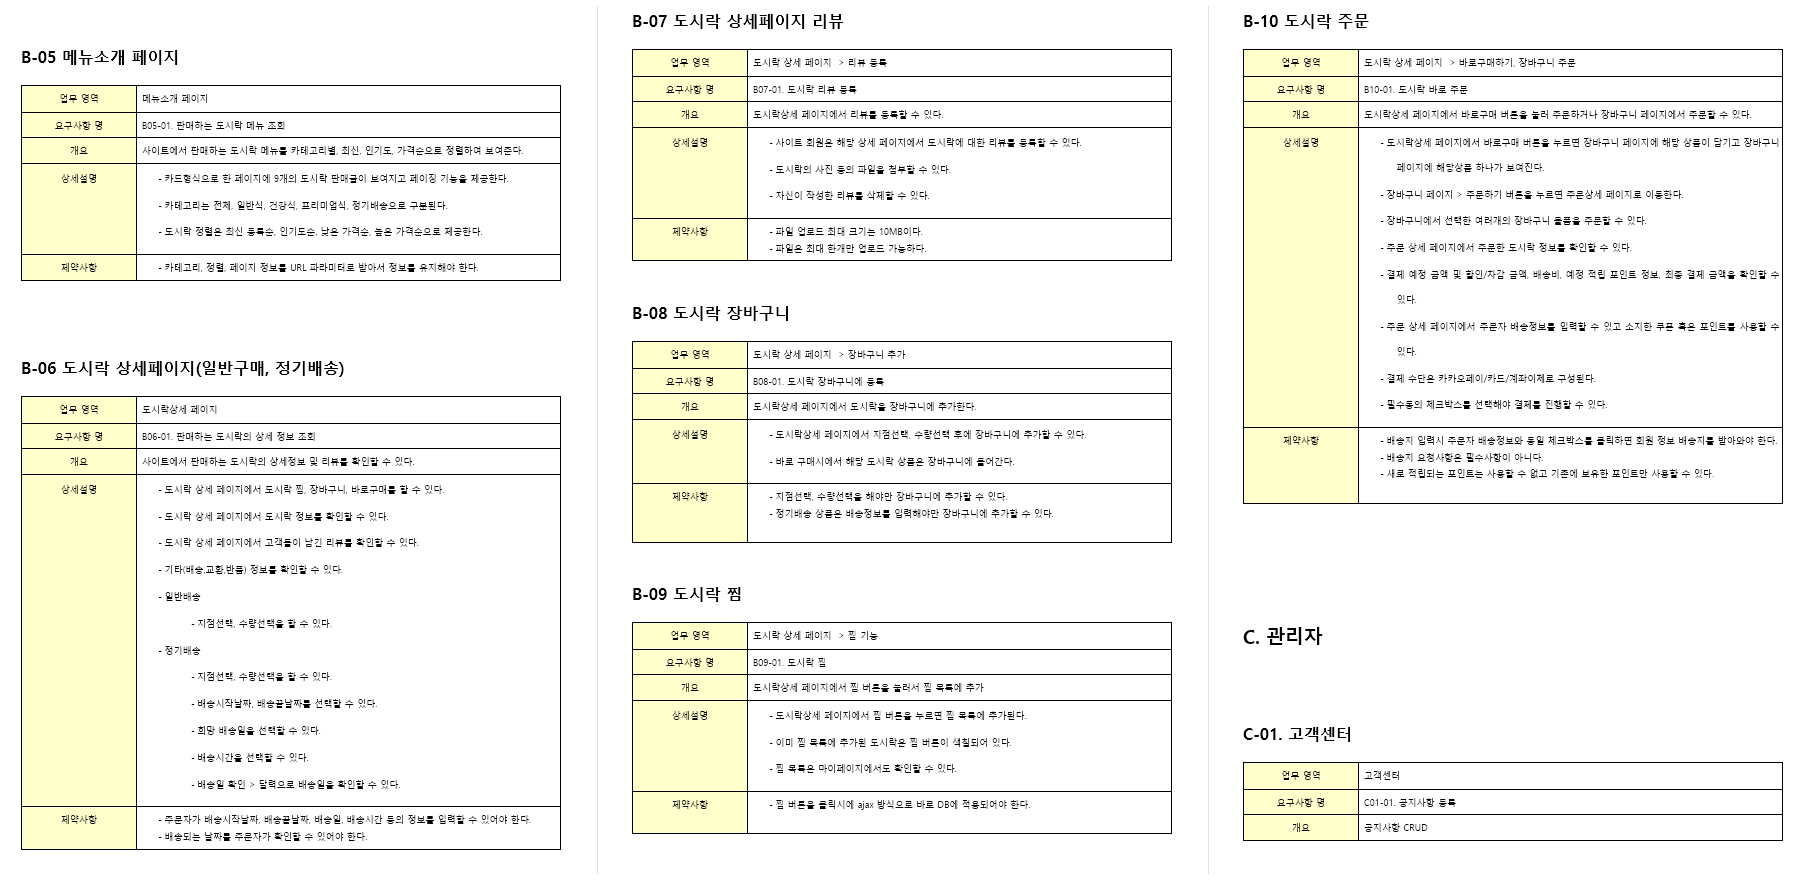 B-05 메뉴소개 페이지
업무 영역 메뉴소개 페이지
요구사항 명 B05-01. 판매하는 도시락 메뉴 조회
개요 사이트에서 판매하는 도시락 메뉴를 카테고리별, 최신, 인기도, 가격순으로 정렬하여 보여준다.
상세설명 - 카드형식으로 한 페이지에 9개의 도시락 판매글이 보여지고 페이징 기능을 제공한다.
- 카테고리는 전체, 일반식, 건강식, 프리미엄식, 정기배송으로 구분된다.
- 도시락 정렬은 최신 등록순, 인기도순, 낮은 가격순, 높은 가격순으로 제공한다.
제약사항 - 카테고리, 정렬, 페이지 정보를 URL 파라미터로 받아서 정보를 유지해야 한다.
B-06 도시락 상세페이지(일반구매, 정기배송)
업무 영역 도시락상세 페이지
요구사항 명 B06-01. 판매하는 도시락의 상세 정보 조회
개요 사이트에서 판매하는 도시락의 상세정보 및 리뷰를 확인할 수 있다.
상세설명 - 도시락 상세 페이지에서 도시락 찜, 장바구니, 바로구매를 할 수 있다.
- 도시락 상세 페이지에서 도시락 정보를 확인할 수 있다.
- 도시락 상세 페이지에서 고객들이 남긴 리뷰를 확인할 수 있다.
- 기타(배송,교환,반품) 정보를 확인할 수 있다.
- 일반배송
- 지점선택, 수량선택을 할 수 있다.
- 정기배송
- 지점선택, 수량선택을 할 수 있다.
- 배송시작날짜, 배송끝날짜를 선택할 수 있다.
- 희망 배송일을 선택할 수 있다.
- 배송시간을 선택할 수 있다.
- 배송일 확인 > 달력으로 배송일을 확인할 수 있다.
제약사항 - 주문자가 배송시작날짜, 배송끝날짜, 배송일, 배송시간 등의 정보를 입력할 수 있어야 한다.
- 배송되는 날짜를 주문자가 확인할 수 있어야 한다.
B-07 도시락 상세페이지 리뷰
업무 영역 도시락 상세 페이지 > 리뷰 등록
요구사항 명 B07-01. 도시락 리뷰 등록
개요 도시락상세 페이지에서 리뷰를 등록할 수 있다.
상세설명 - 사이트 회원은 해당 상세 페이지에서 도시락에 대한 리뷰를 등록할 수 있다.
- 도시락의 사진 등의 파일을 첨부할 수 있다.
- 자신이 작성한 리뷰를 삭제할 수 있다.
제약사항 - 파일 업로드 최대 크기는 10MB이다.
- 파일은 최대 한개만 업로드 가능하다.
B-08 도시락 장바구니
업무 영역 도시락 상세 페이지 > 장바구니 추가
요구사항 명 B08-01. 도시락 장바구니에 등록
개요 도시락상세 페이지에서 도시락을 장바구니에 추가한다.
상세설명 - 도시락상세 페이지에서 지점선택, 수량선택 후에 장바구니에 추가할 수 있다.
- 바로 구매시에서 해당 도시락 상품은 장바구니에 들어간다.
제약사항 - 지점선택, 수량선택을 해야만 장바구니에 추가할 수 있다.
- 정기배송 상품은 배송정보를 입력해야만 장바구니에 추가할 수 있다.
B-09 도시락 찜
업무 영역 도시락 상세 페이지 > 찜 기능
요구사항 명 B09-01. 도시락 찜
개요 도시락상세 페이지에서 찜 버튼을 눌러서 찜 목록에 추가
상세설명 - 도시락상세 페이지에서 찜 버튼을 누르면 찜 목록에 추가된다.
- 이미 찜 목록에 추가된 도시락은 찜 버튼이 색칠되어 있다.
- 찜 목록은 마이페이지에서도 확인할 수 있다.
제약사항 - 찜 버튼을 클릭시에 ajax 방식으로 바로 DB에 적용되어야 한다.
B-10 도시락 주문
업무 영역 도시락 상세 페이지 > 바로구매하기, 장바구니 주문
요구사항 명 B10-01. 도시락 바로 주문
개요 도시락상세 페이지에서 바로구매 버튼을 눌러 주문하거나 장바구니 페이지에서 주문할 수 있다.
상세설명 - 도시락상세 페이지에서 바로구매 버튼을 누르면 장바구니 페이지에 해당 상품이 담기고 장바구니
페이지에 해당상품 하나가 보여진다.
- 장바구니 페이지 > 주문하기 버튼을 누르면 주문상세 페이지로 이동한다.
- 장바구니에서 선택한 여러개의 장바구니 물품을 주문할 수 있다.
- 주문 상세 페이지에서 주문한 도시락 정보를 확인할 수 있다.
- 결제 예정 금액 및 할인/차감 금액, 배송비, 예정 적립 포인트 정보, 최종 결제 금액을 확인할 수
있다.
- 주문 상세 페이지에서 주문자 배송정보를 입력할 수 있고 소지한 쿠폰 혹은 포인트를 사용할 수
있다.
- 결제 수단은 카카오페이/카드/계좌이체로 구성된다.
- 필수동의 체크박스를 선택해야 결제를 진행할 수 있다.
제약사항 - 배송지 입력시 주문자 배송정보와 동일 체크박스를 클릭하면 회원 정보 배송지를 받아와야 한다.
- 배송지 요청사항은 필수사항이 아니다.
- 새로 적립되는 포인트는 사용할 수 없고 기존에 보유한 포인트만 사용할 수 있다.
C. 관리자
C-01. 고객센터
업무 영역 고객센터
요구사항 명 C01-01. 공지사항 등록
개요 공지사항 CRUD